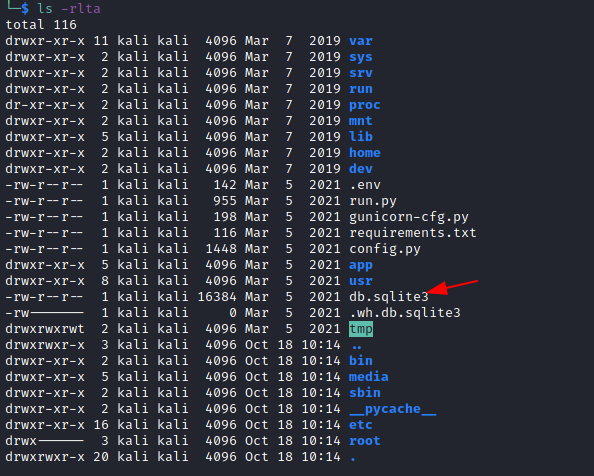 └─$ ls -rlta
total 116
drwxr-xr-x 11 kali kali  4096 Mar  7  2019 var
drwxr-xr-x  2 kali kali  4096 Mar  7  2019 sys
drwxr-xr-x  2 kali kali  4096 Mar  7  2019 srv
drwxr-xr-x  2 kali kali  4096 Mar  7  2019 run
dr-xr-xr-x  2 kali kali  4096 Mar  7  2019 proc
drwxr-xr-x  2 kali kali  4096 Mar  7  2019 mnt
drwxr-xr-x  5 kali kali  4096 Mar  7  2019 lib
drwxr-xr-x  2 kali kali  4096 Mar  7  2019 home
drwxr-xr-x  2 kali kali  4096 Mar  7  2019 dev
-rw-r--r--  1 kali kali   142 Mar  5  2021 .env
-rw-r--r--  1 kali kali   955 Mar  5  2021 run.py
-rw-r--r--  1 kali kali   198 Mar  5  2021 gunicorn-cfg.py
-rw-r--r--  1 kali kali   116 Mar  5  2021 requirements.txt
-rw-r--r--  1 kali kali  1448 Mar  5  2021 config.py
drwxr-xr-x  5 kali kali  4096 Mar  5  2021 app
drwxr-xr-x  8 kali kali  4096 Mar  5  2021 usr
-rw-r--r--  1 kali kali 16384 Mar  5  2021 db.sqlite3
-rw-------  1 kali kali     0 Mar  5  2021 .wh.db.sqlite3
drwxrwxrwt  2 kali kali  4096 Mar  5  2021 tmp
drwxrwxr-x  3 kali kali  4096 Oct 18 10:14 ..
drwxr-xr-x  2 kali kali  4096 Oct 18 10:14 bin
drwxr-xr-x  5 kali kali  4096 Oct 18 10:14 media
drwxr-xr-x  2 kali kali  4096 Oct 18 10:14 sbin
drwxr-xr-x  2 kali kali  4096 Oct 18 10:14 __pycache__
drwxr-xr-x 16 kali kali  4096 Oct 18 10:14 etc
drwx------  3 kali kali  4096 Oct 18 10:14 root
drwxrwxr-x 20 kali kali  4096 Oct 18 10:14 .